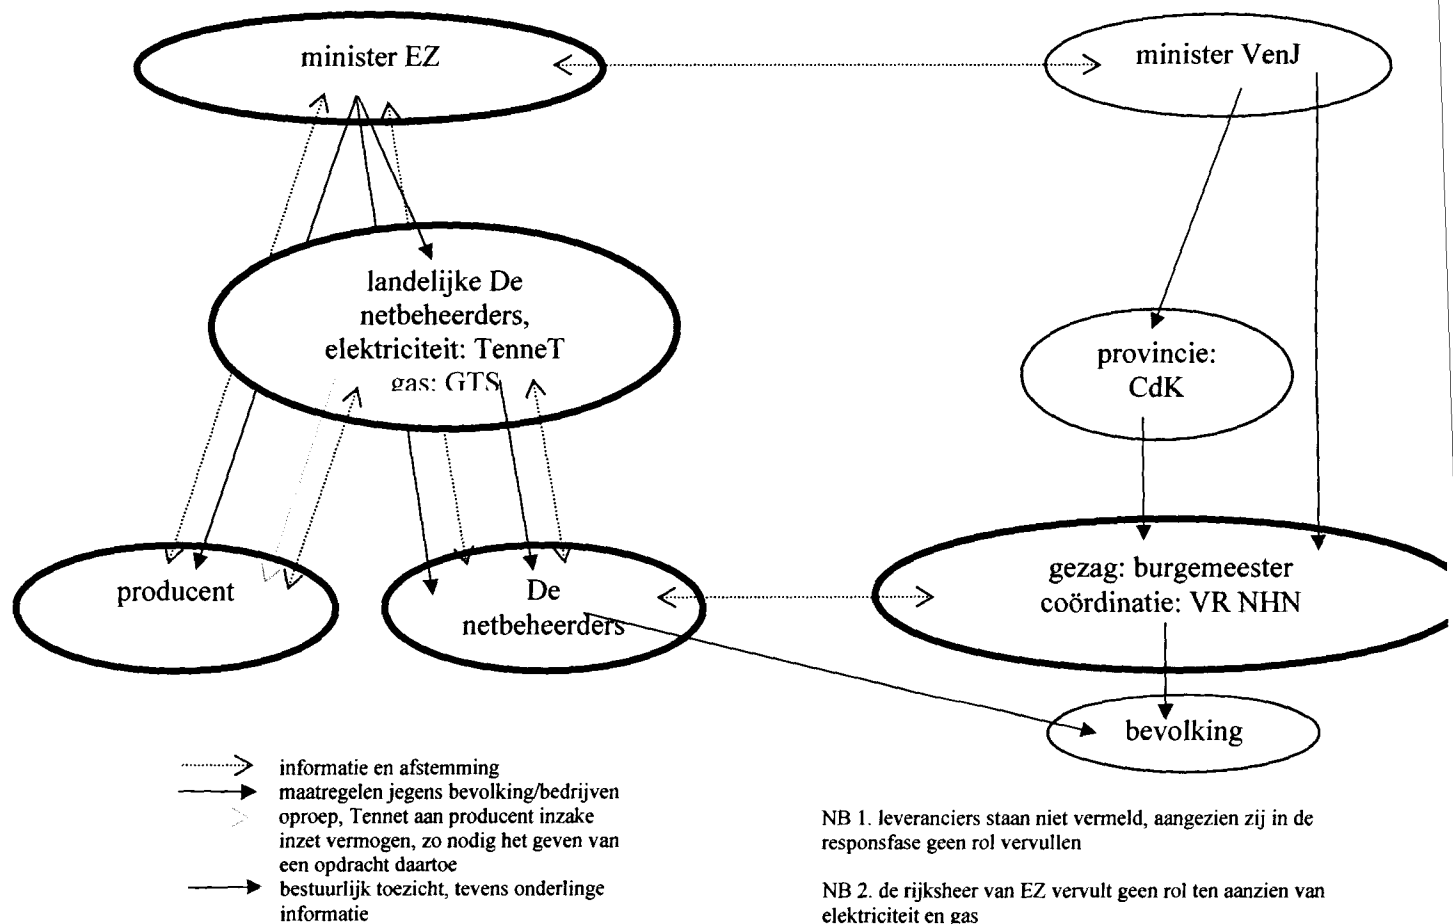 minister EZ
minister VenJ
landelijke De
netbeheerders,
elektriciteit: TenneT
gas: GTS
provincie:
CdK
producent
De
netbeheerders
gezag: burgemeester
coördinatie: VR NHN
bevolking
informatie en afstemming
maatregelen jegens bevolking/bedrijven
oproep, Tennet aan producent inzake
inzet vermogen, zo nodig het geven van
een opdracht daartoe
bestuurlijk toezicht, tevens onderlinge
informatie
NB 1. leveranciers staan niet vermeld, aangezien zij in de
responsfase geen rol vervullen
NB 2. de rijksheer van EZ vervult geen rol ten aanzien van
elektriciteit en gas